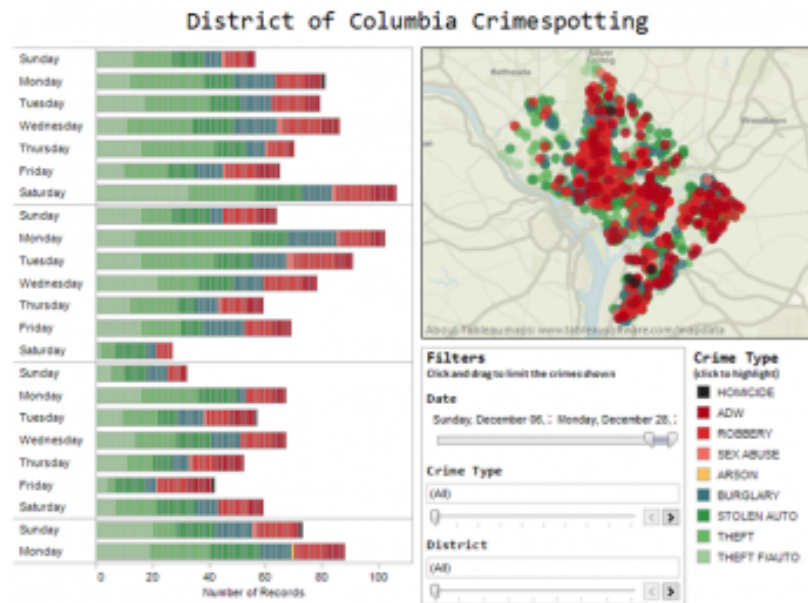 District of Columbia Crimespotting
Sunday
Monday
Tuesday
Wednesday
Thursday
Friday
Saturday
Sunday
Monday
Tuesday
Wednesday
Thursday
Friday
Saturday
Sunday
Monday
Tuesday
Wednesday
Thursday
Friday
Saturday
Sunday
Monday
0 20 40 60 80 100
Number of Records
Silver
Spring
Bethesda
About Tableau maps: www.tableausoftware.com/mapdata
Filters
Click and drag to limit the crimes shown
Date
Sunday, December 06, Monday, December 28,
Crime Type
(All)
District
(All)
Crime Type
(click to highlight)
HOMICIDE
ADW
ROBBERY
SEX ABUSE
ARSON
BURGLARY
STOLEN AUTO
THEFT
THEFT F/AUTO